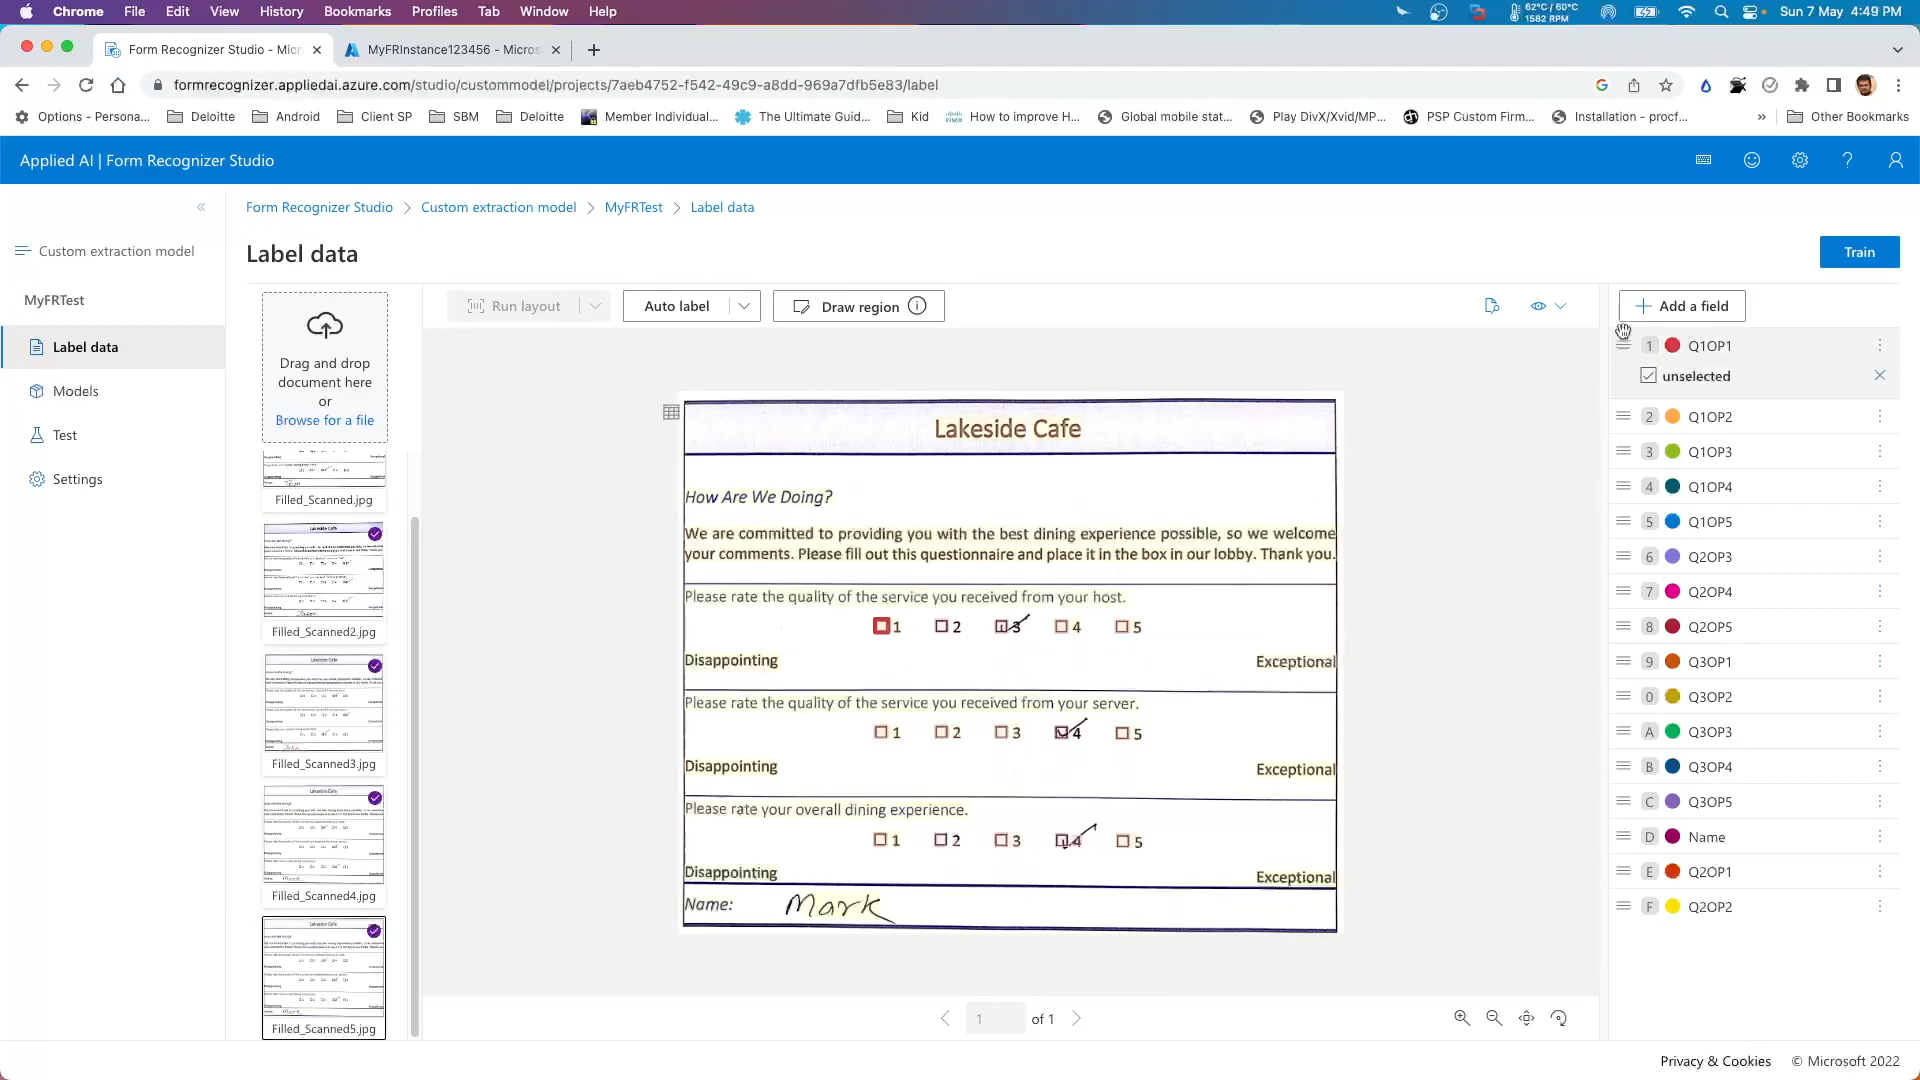 Chrome File Edit View History Bookmarks Profiles Tab Window Help
62°C / 60°C
1582 RPM
Sun 7 May 4:49 PM
Form Recognizer Studio - Micr
MyFRInstance123456 - Micros
formrecognizer.appliedai.azure.com/studio/custommodel/projects/7aeb4752-f542-49c9-a8dd-969a7dfb5e83/label
Options - Persona...
Deloitte
Android
Client SP
SBM
Deloitte
Member Individual...
The Ultimate Guid...
Kid
How to improve H...
Global mobile stat...
Play DivX/Xvid/MP...
PSP Custom Firm...
Installation - procf...
»
Other Bookmarks
Applied AI | Form Recognizer Studio
Form Recognizer Studio > Custom extraction model > MyFRTest > Label data
Custom extraction model
MyFRTest
Label data
Models
Test
Settings
Label data
Train
Drag and drop
document here
or
Browse for a file
Filled_Scanned.jpg
Filled_Scanned2.jpg
Filled_Scanned3.jpg
Filled_Scanned4.jpg
Filled_Scanned5.jpg
Run layout
Auto label
Draw region
Lakeside Cafe
How Are We Doing?
We are committed to providing you with the best dining experience possible, so we welcome
your comments. Please fill out this questionnaire and place it in the box in our lobby. Thank you.
Please rate the quality of the service you received from your host.
1 2 3 4 5
Disappointing Exceptional
Please rate the quality of the service you received from your server.
1 2 3 4 5
Disappointing Exceptional
Please rate your overall dining experience.
1 2 3 4 5
Disappointing Exceptional
Name: Mark
1 of 1
Add a field
1 Q1OP1
unselected
2 Q1OP2
3 Q1OP3
4 Q1OP4
5 Q1OP5
6 Q2OP3
7 Q2OP4
8 Q2OP5
9 Q3OP1
0 Q3OP2
A Q3OP3
B Q3OP4
C Q3OP5
D Name
E Q2OP1
F Q2OP2
Privacy & Cookies © Microsoft 2022